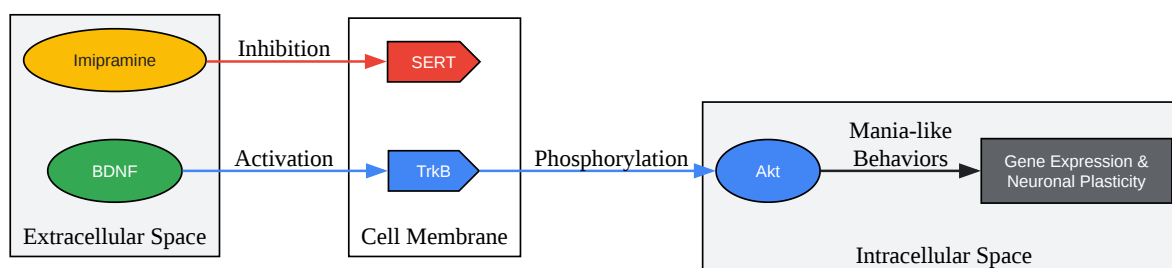 Imipramine
Inhibition
SERT
BDNF
Activation
TrkB
Phosphorylation
Akt
Mania-like
Behaviors
Gene Expression &
Neuronal Plasticity
Extracellular Space
Cell Membrane
Intracellular Space